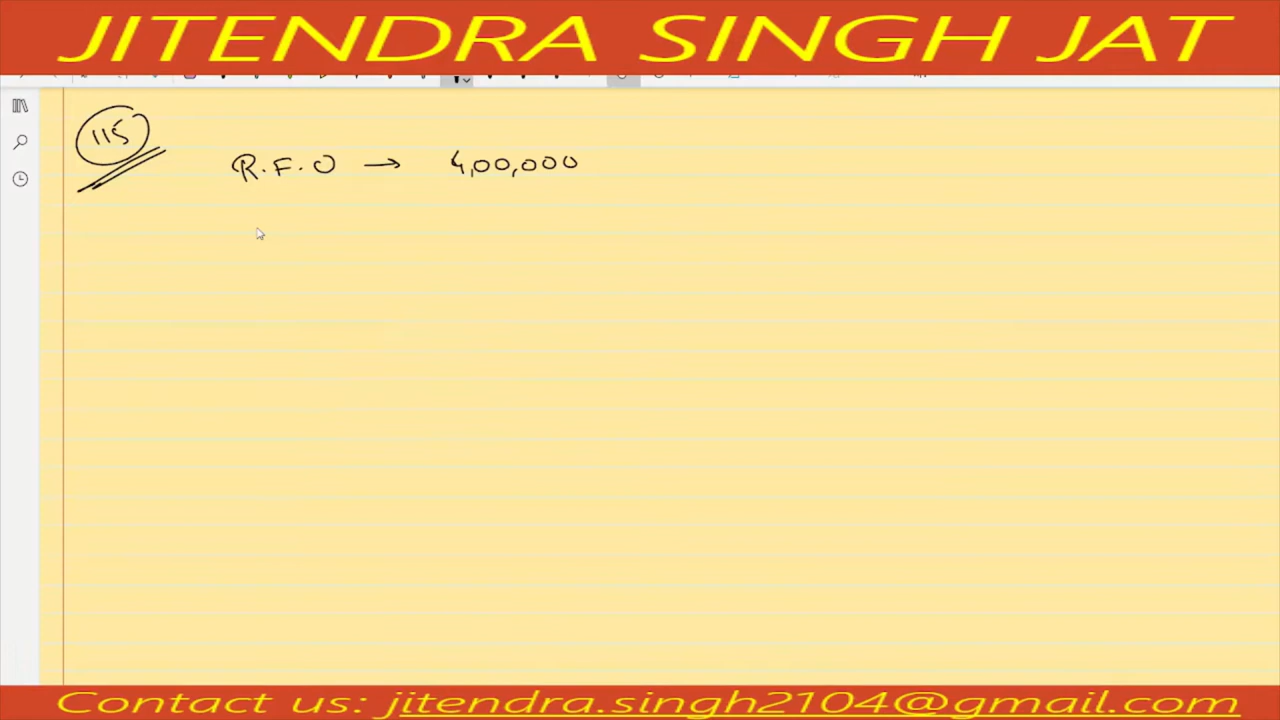 JITENDRA SINGH JAT
115
R.F.O → 4,00,000
Contact us: jitendra.singh2104@gmail.com